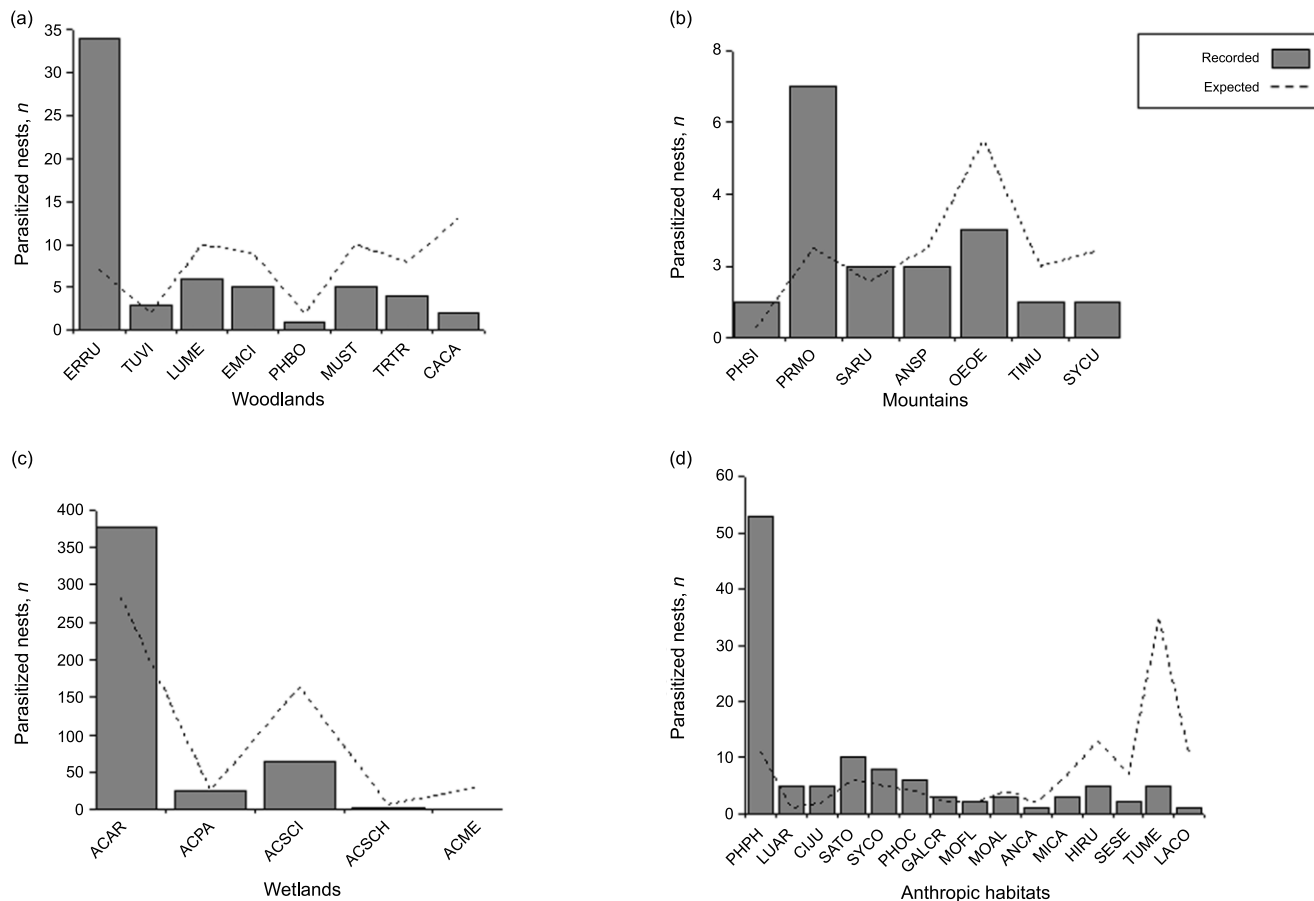 (a)
35
30
25
20
15
10
5
0
Parasitized nests, n
ERRU
TUVI
LUME
EMCI
PHBO
MUST
TRTR
CACA
Woodlands
(b)
8
6
4
3
0
Parasitized nests, n
PHSI
PRMO
SARU
ANSP
OEOE
TIMU
SYCU
Mountains
Recorded
Expected
(c)
400
350
300
250
200
150
100
50
0
Parasitized nests, n
ACAR
ACPA
ACSCI
ACSCH
ACME
Wetlands
(d)
60
50
40
30
20
10
0
Parasitized nests, n
PHPH
LUAR
CIJU
SATO
SYCO
PHOC
GALCR
MOFL
MOAL
ANCA
MICA
HIRU
SESE
TUME
LACO
Anthropic habitats